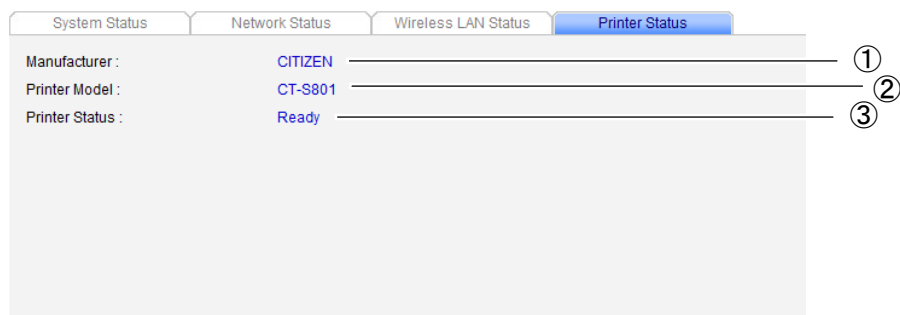 System Status Network Status Wireless LAN Status Printer Status
Manufacturer : CITIZEN ①
Printer Model : CT-S801 ②
Printer Status : Ready ③